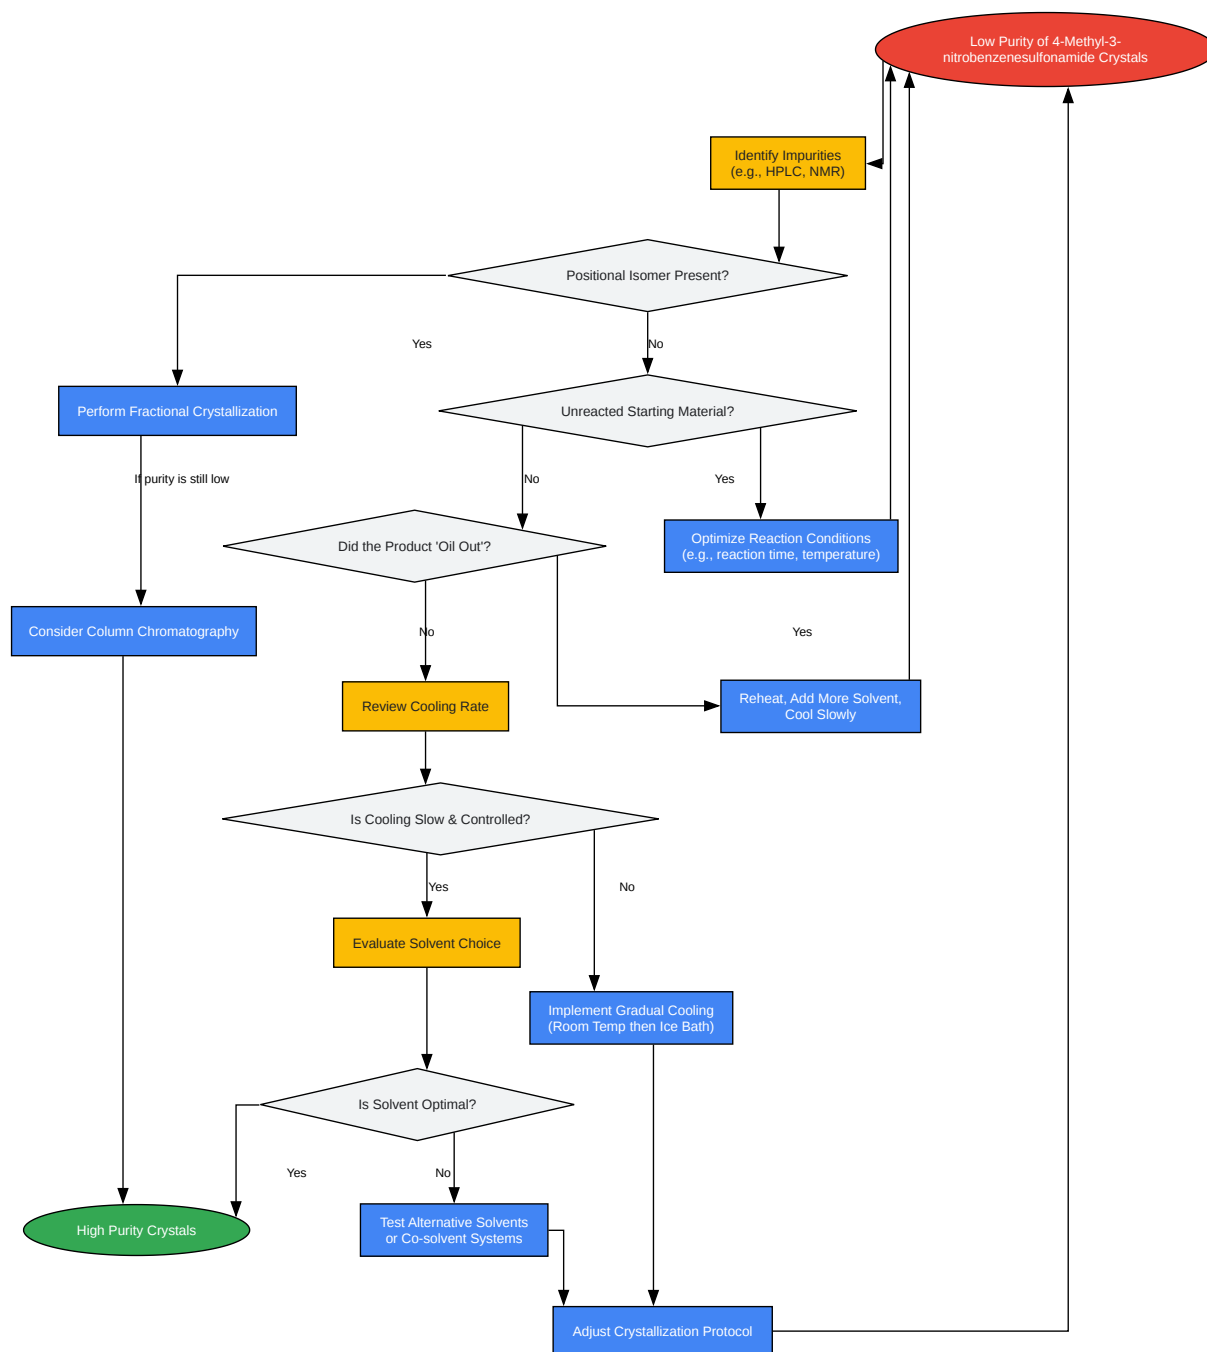 Low Purity of 4-Methyl-3-
nitrobenzenesulfonamide Crystals
Identify Impurities
(e.g., HPLC, NMR)
Positional Isomer Present?
Yes
No
Perform Fractional Crystallization
Unreacted Starting Material?
If purity is still low
No
Yes
Did the Product 'Oil Out'?
Optimize Reaction Conditions
(e.g., reaction time, temperature)
Consider Column Chromatography
No
Yes
Review Cooling Rate
Reheat, Add More Solvent,
Cool Slowly
Is Cooling Slow & Controlled?
Yes
No
Evaluate Solvent Choice
Implement Gradual Cooling
(Room Temp then Ice Bath)
Is Solvent Optimal?
Yes
No
High Purity Crystals
Test Alternative Solvents
or Co-solvent Systems
Adjust Crystallization Protocol